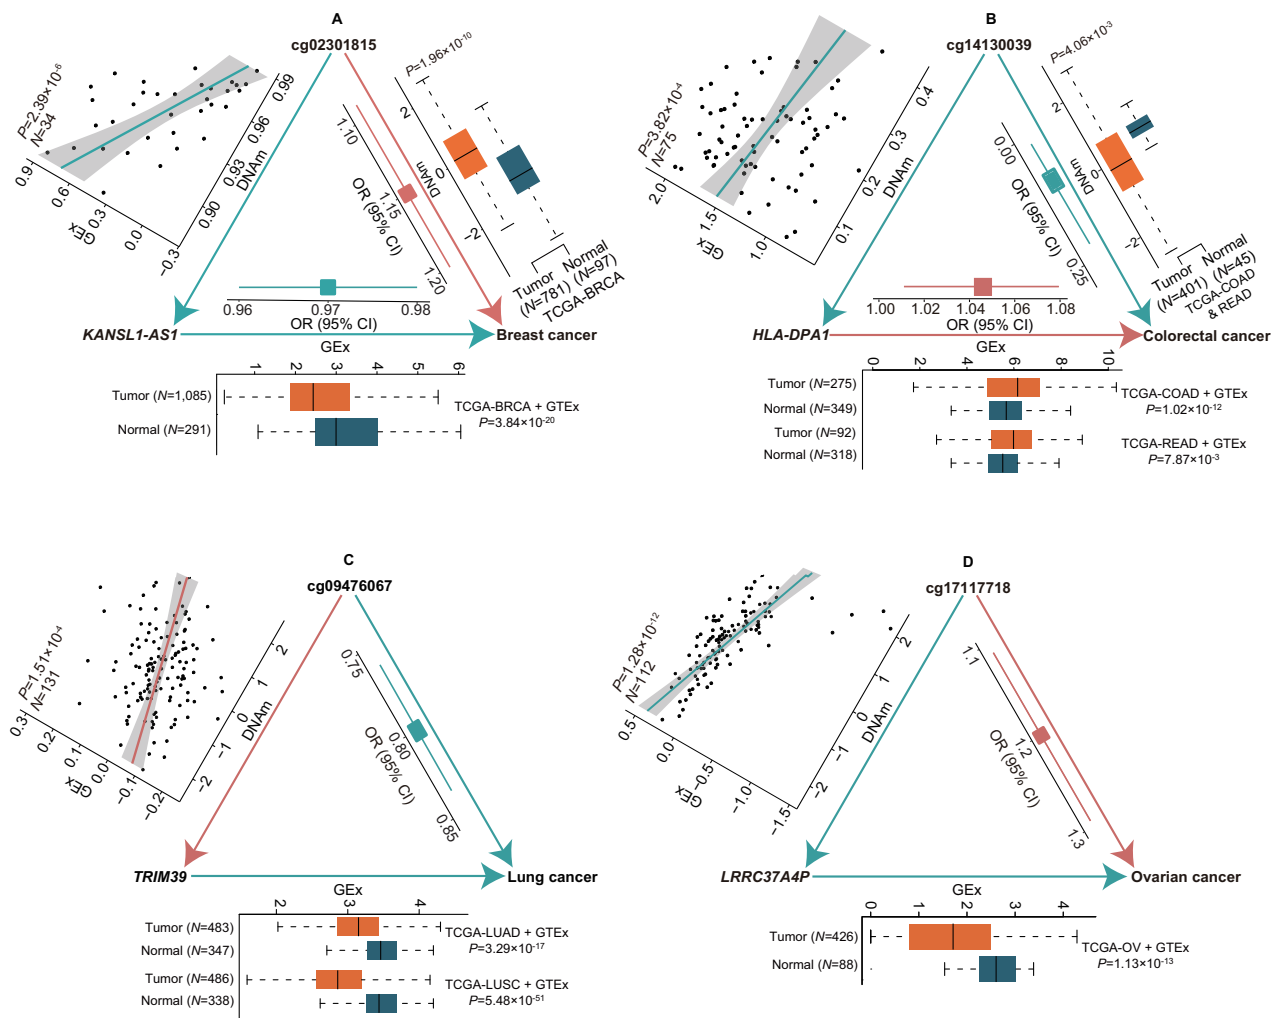 A
cg02301815
P=2.39×10-6
N=34
0.9
0.6
0.3
0.0
−0.3
GEx
0.90
0.93
0.96
0.99
DNAm
1.10
1.15
1.20
OR (95% CI)
P=1.96×10-10
2
0
−2
DNAm
Tumor Normal
(N=781) (N=97)
TCGA-BRCA
0.96
0.97
0.98
OR (95% CI)
KANSL1-AS1
Breast cancer
GEx
1
2
3
4
5
6
Tumor (N=1,085)
Normal (N=291)
TCGA-BRCA + GTEx
P=3.84×10-20
B
cg14130039
P=3.82×10-4
N=75
2.0
1.5
1.0
GEx
0.1
0.2
0.3
0.4
DNAm
0.00
0.25
OR (95% CI)
P=4.06×10-3
2
0
−2
DNAm
Tumor Normal
(N=401) (N=45)
TCGA-COAD
& READ
1.00
1.02
1.04
1.06
1.08
OR (95% CI)
HLA-DPA1
Colorectal cancer
GEx
0
2
4
6
8
10
Tumor (N=275)
Normal (N=349)
Tumor (N=92)
Normal (N=318)
TCGA-COAD + GTEx
P=1.02×10-12
TCGA-READ + GTEx
P=7.87×10-3
C
cg09476067
P=1.51×10-4
N=131
0.3
0.2
0.1
0.0
−0.1
−0.2
GEx
−2
−1
0
1
2
DNAm
0.75
0.80
0.85
OR (95% CI)
TRIM39
Lung cancer
GEx
2
3
4
Tumor (N=483)
Normal (N=347)
Tumor (N=486)
Normal (N=338)
TCGA-LUAD + GTEx
P=3.29×10-17
TCGA-LUSC + GTEx
P=5.48×10-51
D
cg17117718
P=1.28×10-12
N=112
0.5
0.0
−0.5
−1.0
−1.5
GEx
−2
−1
0
1
2
DNAm
1.1
1.2
1.3
OR (95% CI)
LRRC37A4P
Ovarian cancer
GEx
0
1
2
3
4
Tumor (N=426)
Normal (N=88)
TCGA-OV + GTEx
P=1.13×10-13